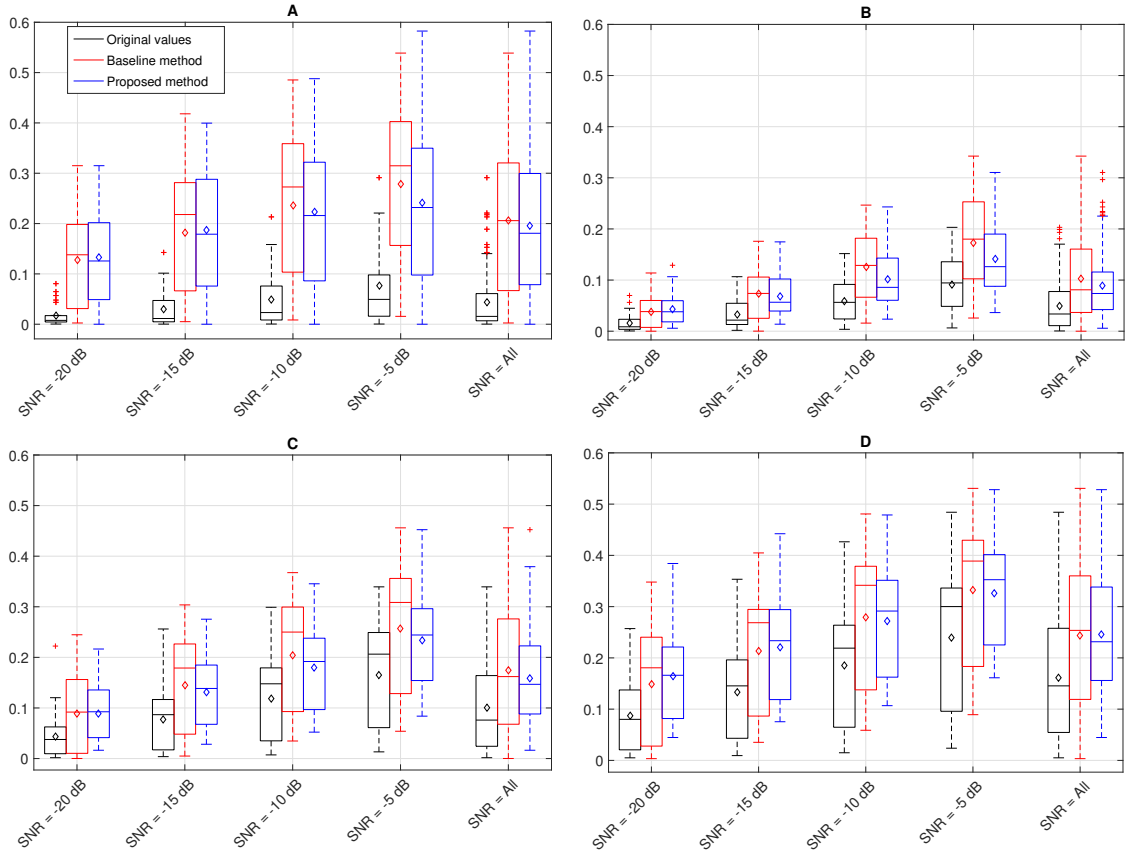 A
0.6
0.5
0.4
0.3
0.2
0.1
0
Original values
Baseline method
Proposed method
SNR = -20 dB
SNR = -15 dB
SNR = -10 dB
SNR = -5 dB
SNR = All
B
0.6
0.5
0.4
0.3
0.2
0.1
0
SNR = -20 dB
SNR = -15 dB
SNR = -10 dB
SNR = -5 dB
SNR = All
C
0.6
0.5
0.4
0.3
0.2
0.1
0
SNR = -20 dB
SNR = -15 dB
SNR = -10 dB
SNR = -5 dB
SNR = All
D
0.6
0.5
0.4
0.3
0.2
0.1
0
SNR = -20 dB
SNR = -15 dB
SNR = -10 dB
SNR = -5 dB
SNR = All